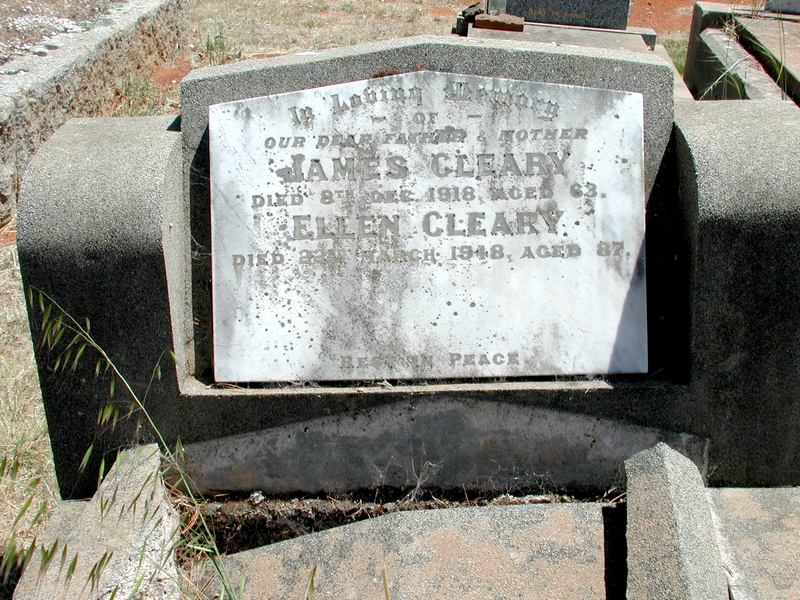 In Loving Memory
- OF -
OUR DEAR FATHER & MOTHER
JAMES CLEARY
DIED 8TH DEC. 1918, AGED 63.
ELLEN CLEARY
DIED MARCH 1948, AGED 87.
REST IN PEACE